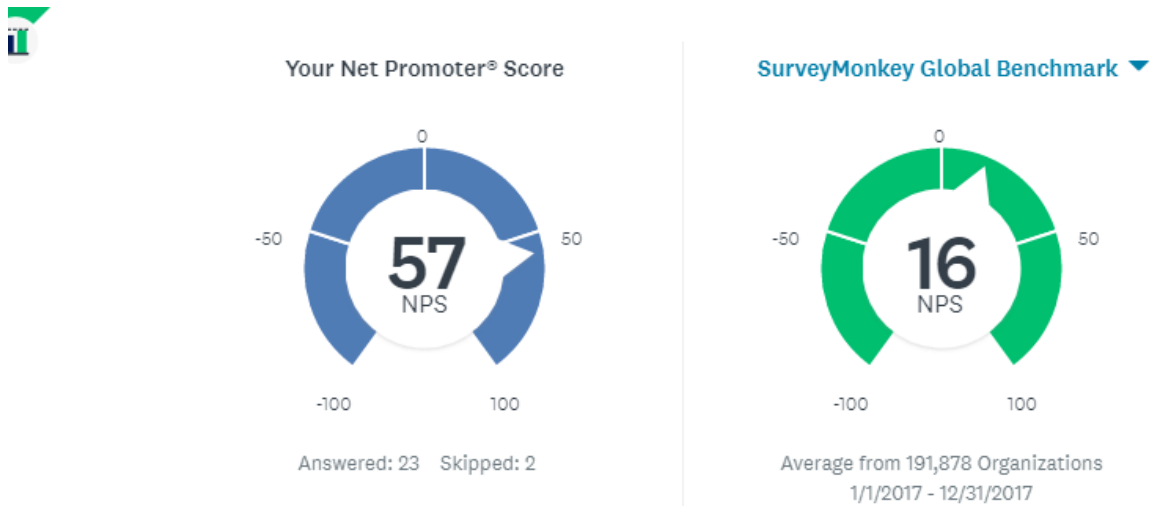 Your Net Promoter® Score
0
-50
50
57
NPS
-100
100
Answered: 23 Skipped: 2
SurveyMonkey Global Benchmark
0
-50
50
16
NPS
-100
100
Average from 191,878 Organizations
1/1/2017 - 12/31/2017